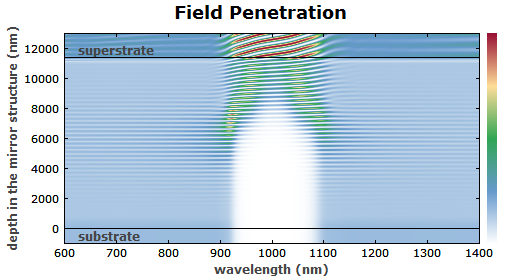 Field Penetration
depth in the mirror structure (nm)
12000
10000
8000
6000
4000
2000
0
superstrate
substrate
600 700 800 900 1000 1100 1200 1300 1400
wavelength (nm)